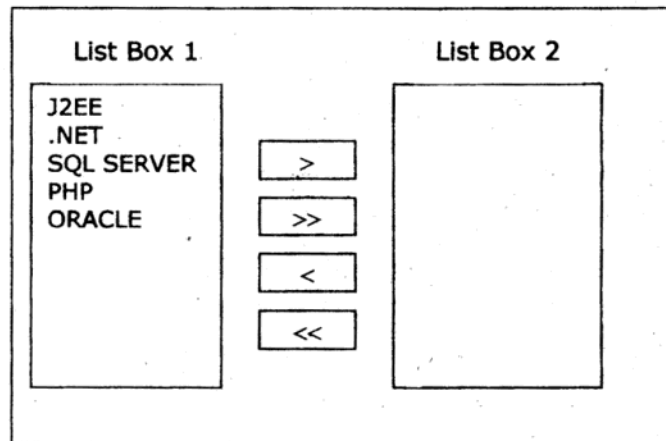 List Box 1
List Box 2
J2EE
.NET
SQL SERVER
PHP
ORACLE
>
>>
<
<<